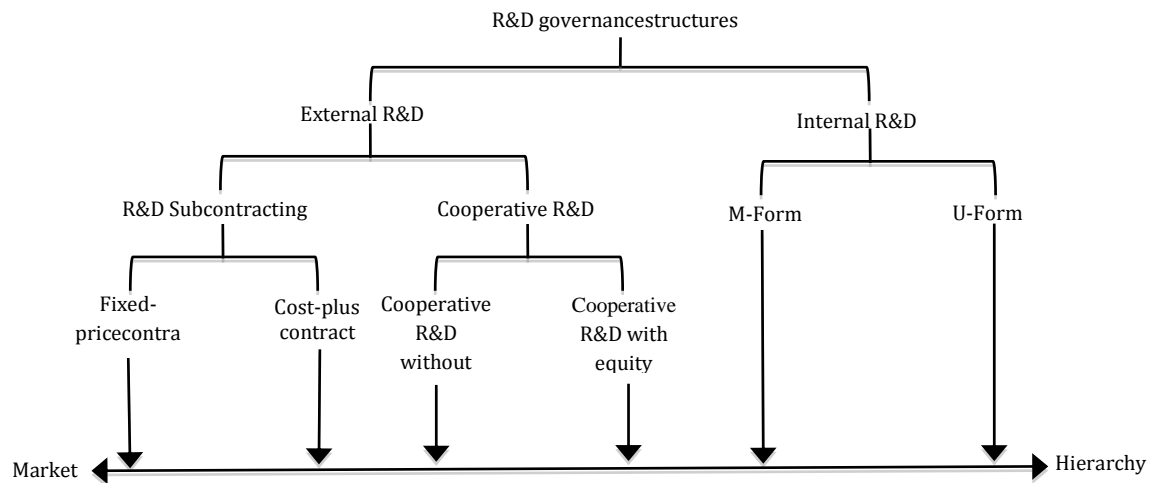 R&D governancestructures
External R&D
Internal R&D
R&D Subcontracting
Cooperative R&D
M-Form
U-Form
Fixed-
pricecontra
Cost-plus
contract
Cooperative
R&D
without
Cooperative
R&D with
equity
Market
Hierarchy